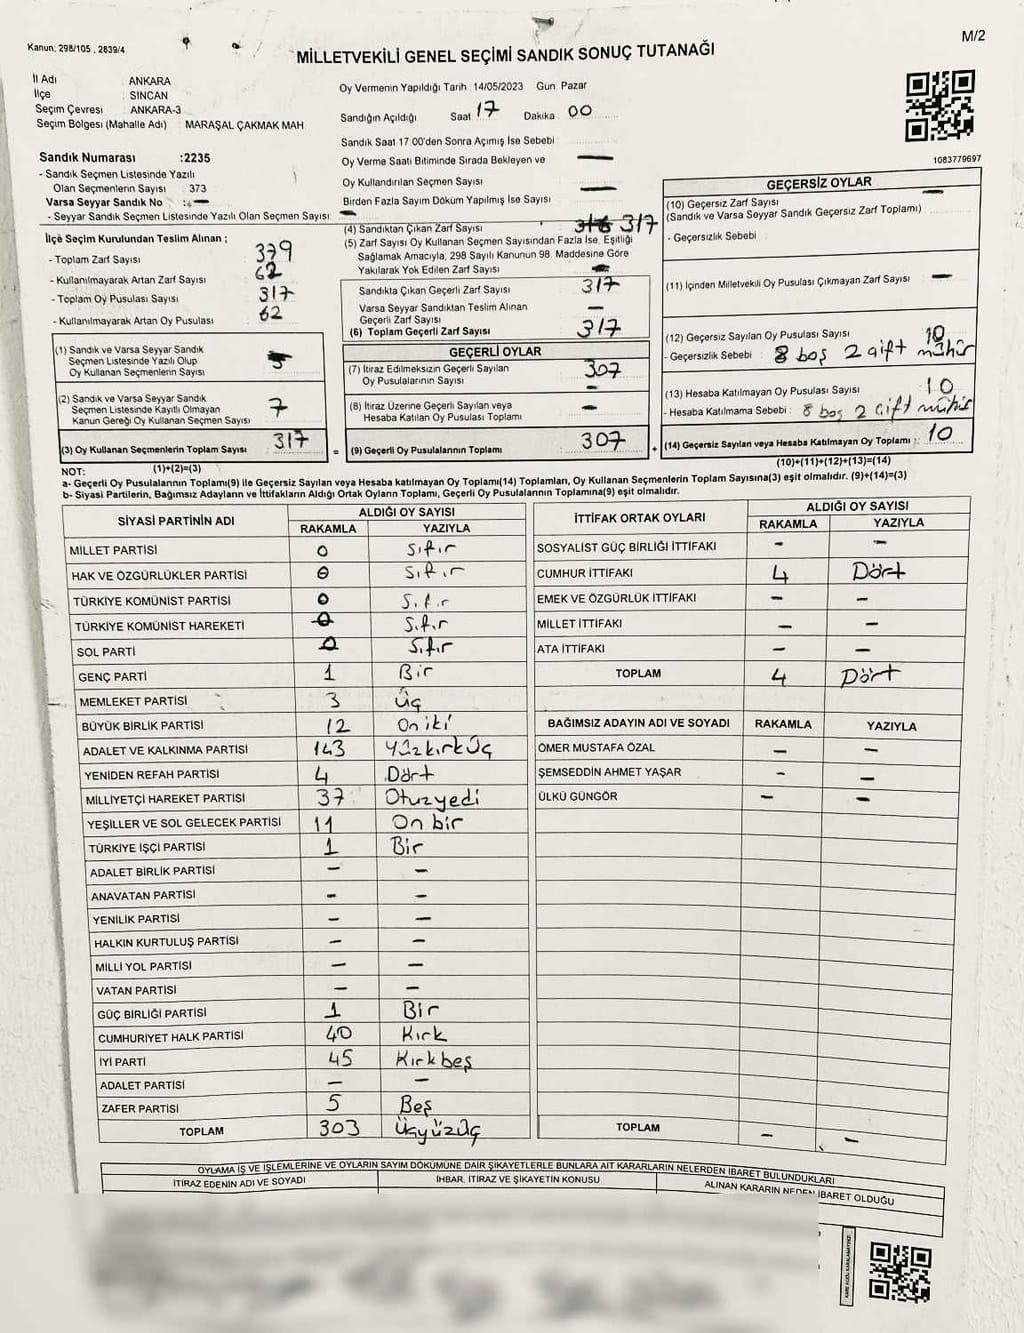 Kanun: 298/105 , 2839/4
M/2
MİLLETVEKİLİ GENEL SEÇİMİ SANDIK SONUÇ TUTANAĞI
İl Adı : ANKARA
İlçe : SİNCAN
Seçim Çevresi : ANKARA-3
Seçim Bölgesi (Mahalle Adı) : MARAŞAL ÇAKMAK MAH
Sandık Numarası :2235
- Sandık Seçmen Listesinde Yazılı
Olan Seçmenlerin Sayısı : 373
Varsa Seyyar Sandık No : -
- Seyyar Sandık Seçmen Listesinde Yazılı Olan Seçmen Sayısı: -
Oy Vermenin Yapıldığı Tarih : 14/05/2023 Gün: Pazar
Sandığın Açıldığı Saat 17 Dakika 00
Sandık Saat 17 00'den Sonra Açımış İse Sebebi
Oy Verme Saati Bitiminde Sırada Bekleyen ve -
Oy Kullandırılan Seçmen Sayısı -
Birden Fazla Sayım Döküm Yapılmış İse Sayısı
1083779697
İlçe Seçim Kurulundan Teslim Alınan ;
- Toplam Zarf Sayısı 379
- Kullanılmayarak Artan Zarf Sayısı 62
- Toplam Oy Pusulası Sayısı 317
- Kullanılmayarak Artan Oy Pusulası 62
(4) Sandıktan Çıkan Zarf Sayısı 317
(5) Zarf Sayısı Oy Kullanan Seçmen Sayısından Fazla İse, Eşitliği
Sağlamak Amacıyla, 298 Sayılı Kanunun 98. Maddesine Göre
Yakılarak Yok Edilen Zarf Sayısı -
Sandıkta Çıkan Geçerli Zarf Sayısı 317
Varsa Seyyar Sandıktan Teslim Alınan
Geçerli Zarf Sayısı -
(6) Toplam Geçerli Zarf Sayısı 317
GEÇERSİZ OYLAR
(10) Geçersiz Zarf Sayısı -
(Sandık ve Varsa Seyyar Sandık Geçersiz Zarf Toplamı)
- Geçersizlik Sebebi :
(11) İçinden Milletvekili Oy Pusulası Çıkmayan Zarf Sayısı -
(12) Geçersiz Sayılan Oy Pusulası Sayısı 10
- Geçersizlik Sebebi : 8 boş 2 çift mühür
(13) Hesaba Katılmayan Oy Pusulası Sayısı 10
- Hesaba Katılmama Sebebi : 8 boş 2 çift mühür
(14) Geçersiz Sayılan veya Hesaba Katılmayan Oy Toplamı : 10
(10)+(11)+(12)+(13)=(14)
(1) Sandık ve Varsa Seyyar Sandık
Seçmen Listesinde Yazılı Olup
Oy Kullanan Seçmenlerin Sayısı
(2) Sandık ve Varsa Seyyar Sandık
Seçmen Listesinde Kayıtlı Olmayan
Kanun Gereği Oy Kullanan Seçmen Sayısı 7
(3) Oy Kullanan Seçmenlerin Toplam Sayısı 317
(1)+(2)=(3)
GEÇERLİ OYLAR
(7) İtiraz Edilmeksizin Geçerli Sayılan
Oy Pusulalarının Sayısı 307
(8) İtiraz Üzerine Geçerli Sayılan veya
Hesaba Katılan Oy Pusulası Toplamı -
= (9) Geçerli Oy Pusulalarının Toplamı 307 +
NOT:
a- Geçerli Oy Pusulalarının Toplamı(9) ile Geçersiz Sayılan veya Hesaba katılmayan Oy Toplamı(14) Toplamları, Oy Kullanan Seçmenlerin Toplam Sayısına(3) eşit olmalıdır. (9)+(14)=(3)
b- Siyasi Partilerin, Bağımsız Adayların ve İttifakların Aldığı Ortak Oyların Toplamı, Geçerli Oy Pusulalarının Toplamına(9) eşit olmalıdır.
SİYASİ PARTİNİN ADI
ALDIĞI OY SAYISI
RAKAMLA YAZIYLA
MİLLET PARTİSİ 0 Sıfır
HAK VE ÖZGÜRLÜKLER PARTİSİ 0 Sıfır
TÜRKİYE KOMÜNİST PARTİSİ 0 Sıfır
TÜRKİYE KOMÜNİST HAREKETİ 0 Sıfır
SOL PARTİ 0 Sıfır
GENÇ PARTİ 1 Bir
MEMLEKET PARTİSİ 3 Üç
BÜYÜK BİRLİK PARTİSİ 12 On iki
ADALET VE KALKINMA PARTİSİ 143 Yüzkırküç
YENİDEN REFAH PARTİSİ 4 Dört
MİLLİYETÇİ HAREKET PARTİSİ 37 Otuzyedi
YEŞİLLER VE SOL GELECEK PARTİSİ 11 On bir
TÜRKİYE İŞÇİ PARTİSİ 1 Bir
ADALET BİRLİK PARTİSİ - -
ANAVATAN PARTİSİ - -
YENİLİK PARTİSİ - -
HALKIN KURTULUŞ PARTİSİ - -
MİLLİ YOL PARTİSİ - -
VATAN PARTİSİ - -
GÜÇ BİRLİĞİ PARTİSİ 1 Bir
CUMHURİYET HALK PARTİSİ 40 Kırk
İYİ PARTİ 45 Kırkbeş
ADALET PARTİSİ - -
ZAFER PARTİSİ 5 Beş
TOPLAM 303 Üçyüzüç
İTTİFAK ORTAK OYLARI
ALDIĞI OY SAYISI
RAKAMLA YAZIYLA
SOSYALİST GÜÇ BİRLİĞİ İTTİFAKI - -
CUMHUR İTTİFAKI 4 Dört
EMEK VE ÖZGÜRLÜK İTTİFAKI - -
MİLLET İTTİFAKI - -
ATA İTTİFAKI - -
TOPLAM 4 Dört
BAĞIMSIZ ADAYIN ADI VE SOYADI RAKAMLA YAZIYLA
ÖMER MUSTAFA ÖZAL - -
ŞEMSEDDİN AHMET YAŞAR - -
ÜLKÜ GÜNGÖR - -
TOPLAM - -
OYLAMA İŞ VE İŞLEMLERİNE VE OYLARIN SAYIM DÖKÜMÜNE DAİR ŞİKAYETLERLE BUNLARA AİT KARARLARIN NELERDEN İBARET BULUNDUKLARI
İTİRAZ EDENİN ADI VE SOYADI
İHBAR, İTİRAZ VE ŞİKAYETİN KONUSU
ALINAN KARARIN NEDEN İBARET OLDUĞU